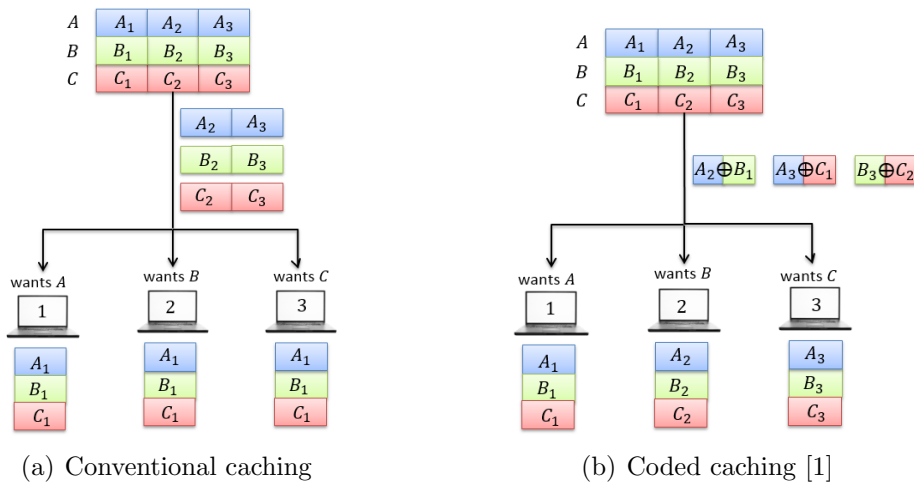 A A₁ A₂ A₃
B B₁ B₂ B₃
C C₁ C₂ C₃
A₂ A₃
B₂ B₃
C₂ C₃
wants A wants B wants C
1 2 3
A₁ A₁ A₁
B₁ B₁ B₁
C₁ C₁ C₁
(a) Conventional caching
A A₁ A₂ A₃
B B₁ B₂ B₃
C C₁ C₂ C₃
A₂⊕B₁ A₃⊕C₁ B₃⊕C₂
wants A wants B wants C
1 2 3
A₁ A₂ A₃
B₁ B₂ B₃
C₁ C₂ C₃
(b) Coded caching [1]